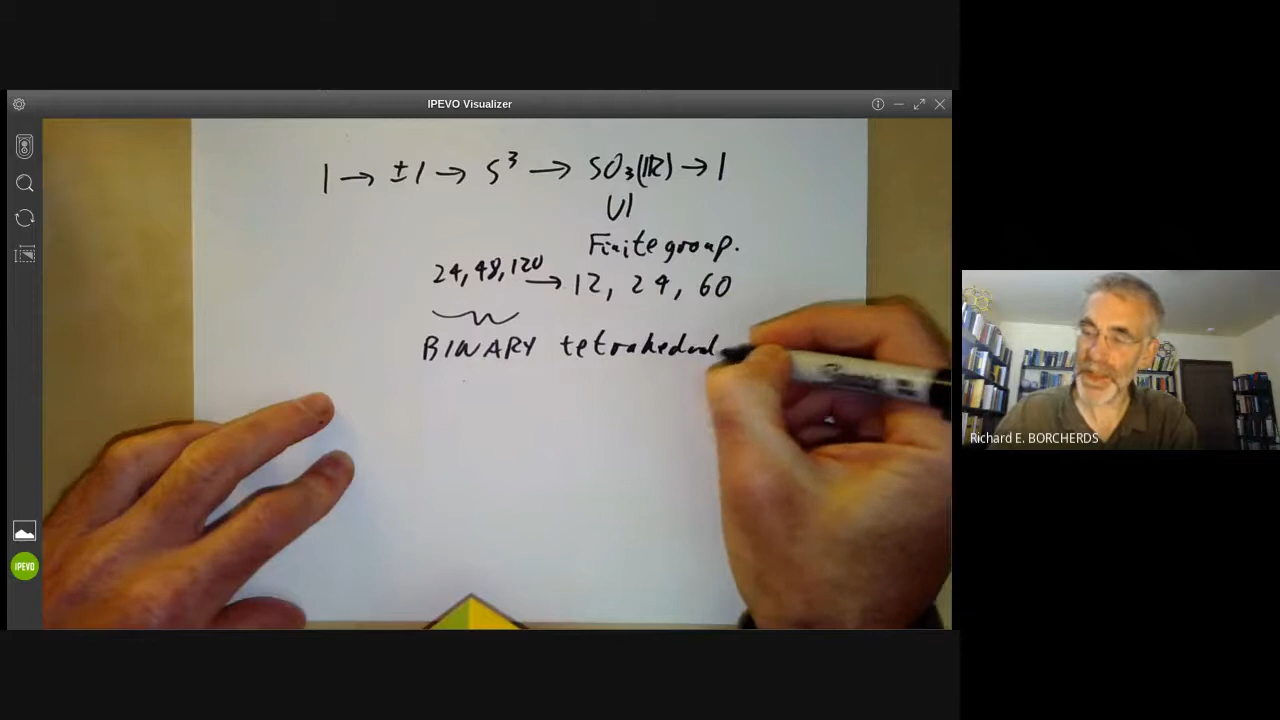 IPEVO Visualizer
1 → ±1 → S³ → SO₃(ℝ) → 1
∪|
Finite group.
24, 48, 120 → 12, 24, 60
BINARY tetrahedral
Richard E. BORCHERDS
IPEVO